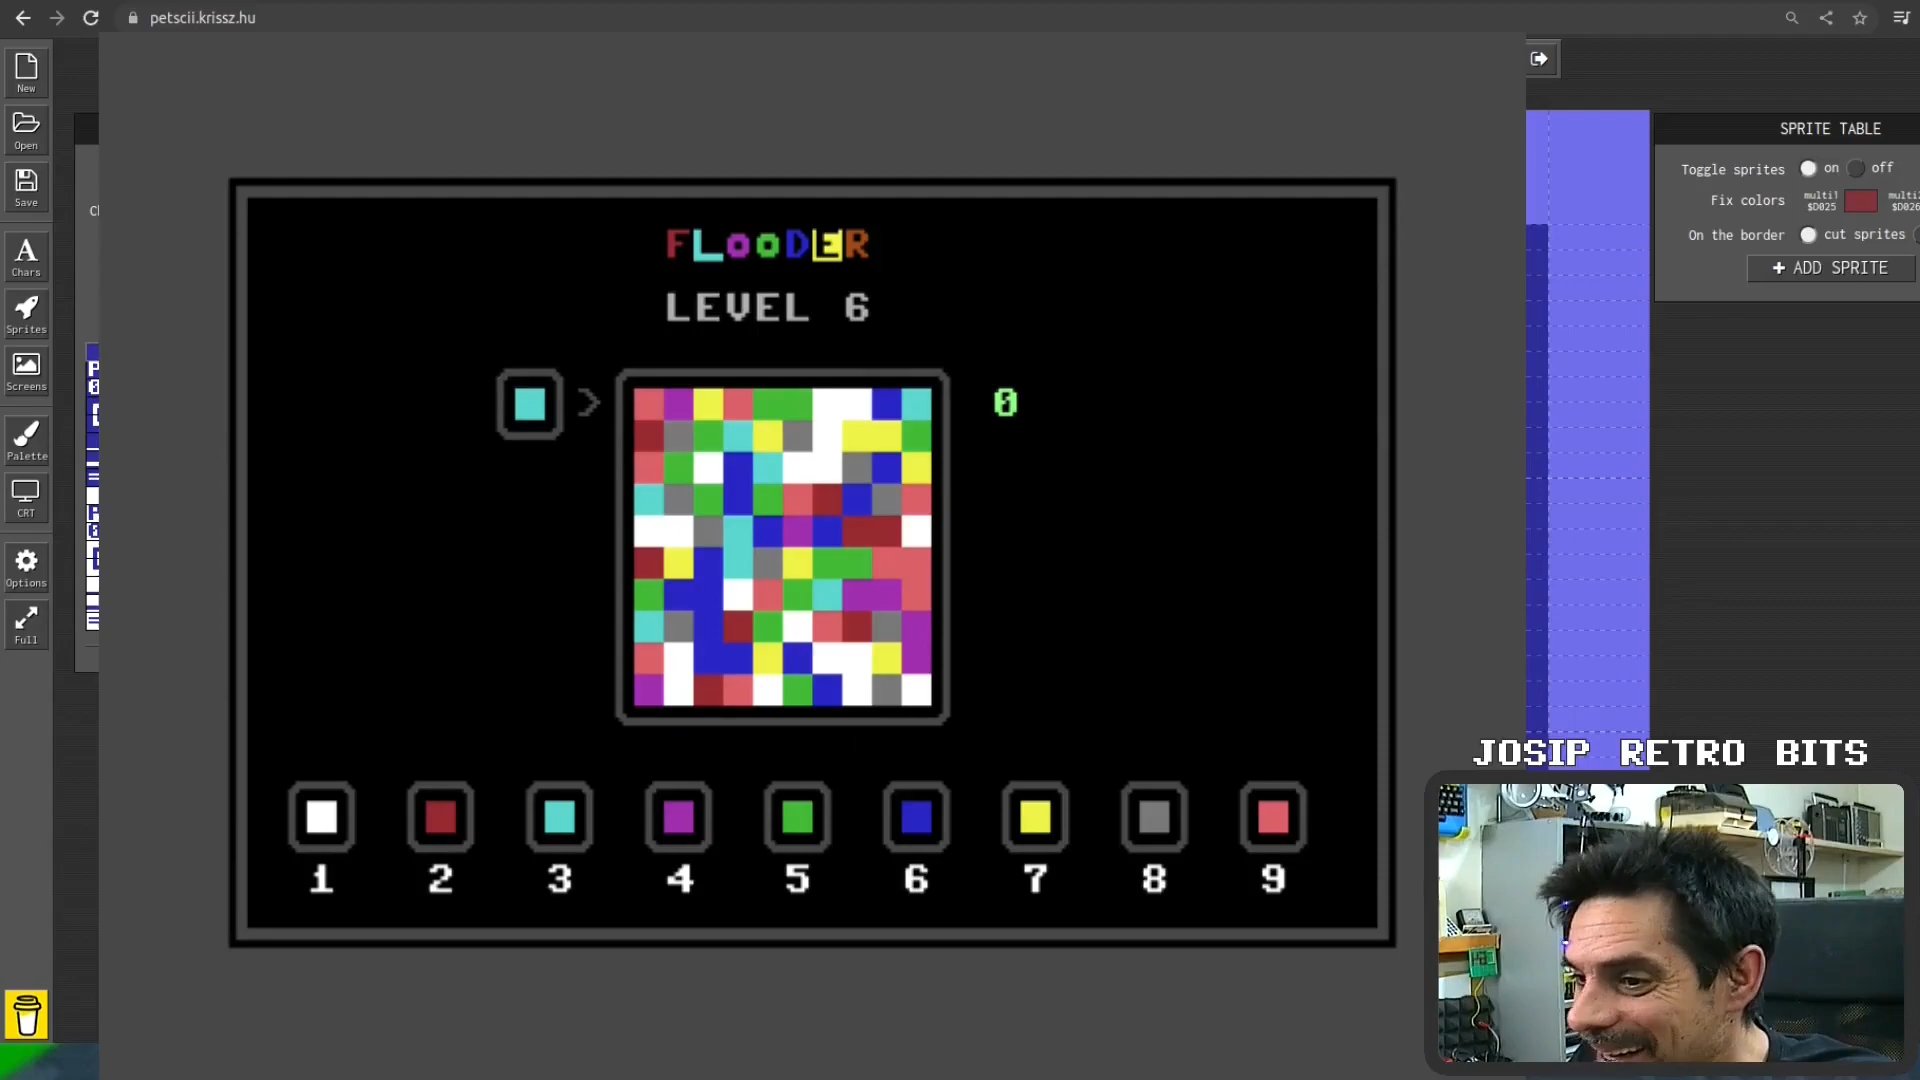 petscii.krissz.hu
New
Open
Save
Chars
Sprites
Screens
Palette
CRT
Options
Full
SPRITE TABLE
Toggle sprites on off
Fix colors multi1 $D025 multi2 $D026
On the border cut sprites
+ ADD SPRITE
FLOODER
LEVEL 6
>
0
1 2 3 4 5 6 7 8 9
JOSIP RETRO BITS